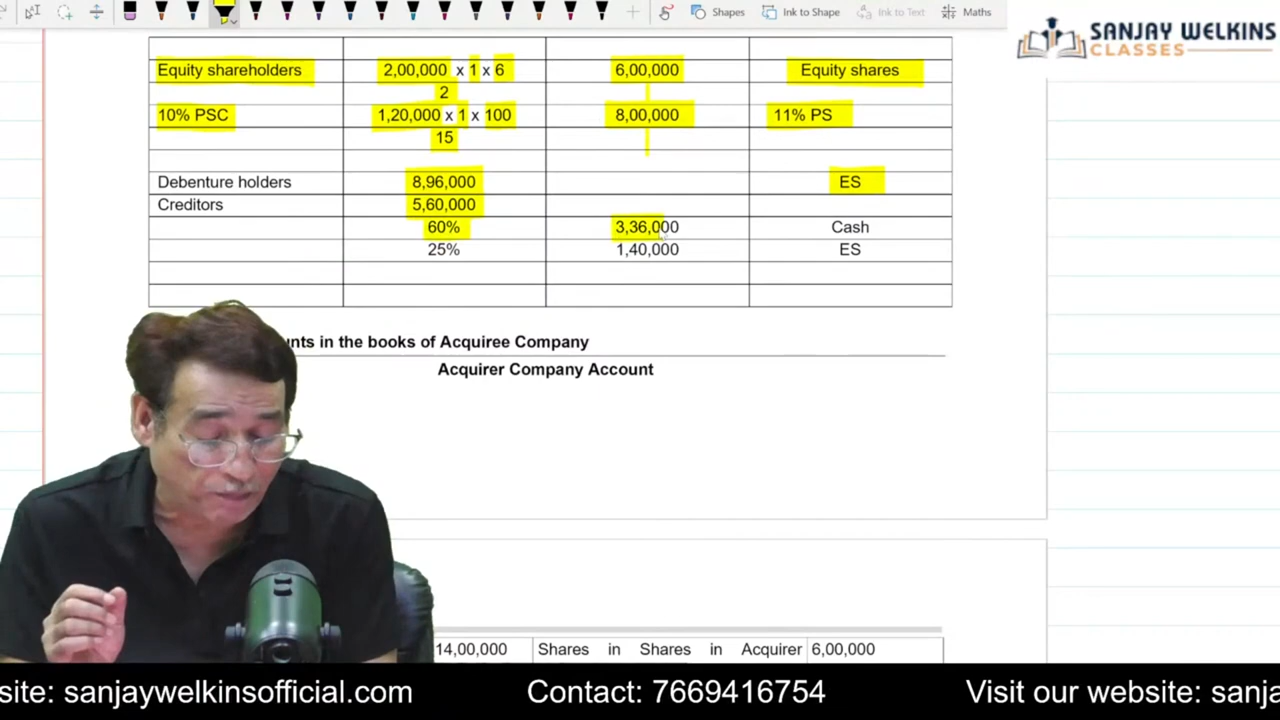 Shapes Ink to Shape Ink to Text Maths
SANJAY WELKINS
CLASSES
Equity shareholders 2,00,000 x 1 x 6 6,00,000 Equity shares
2
10% PSC 1,20,000 x 1 x 100 8,00,000 11% PS
15
Debenture holders 8,96,000 ES
Creditors 5,60,000
60% 3,36,000 Cash
25% 1,40,000 ES
nts in the books of Acquiree Company
Acquirer Company Account
14,00,000 Shares in Shares in Acquirer 6,00,000
site: sanjaywelkinsofficial.com Contact: 7669416754 Visit our website: sanja